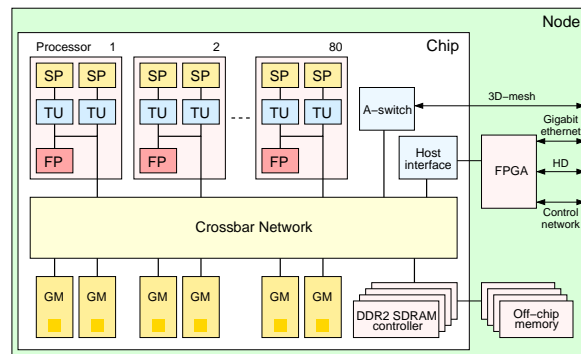 Node
Chip
Processor 1 2 80
SP SP SP SP SP SP
TU TU TU TU TU TU
A-switch
3D-mesh
Gigabit
ethernet
FP FP FP
Host
interface
FPGA
HD
Control
network
Crossbar Network
GM GM GM GM GM GM
DDR2 SDRAM
controller
Off-chip
memory